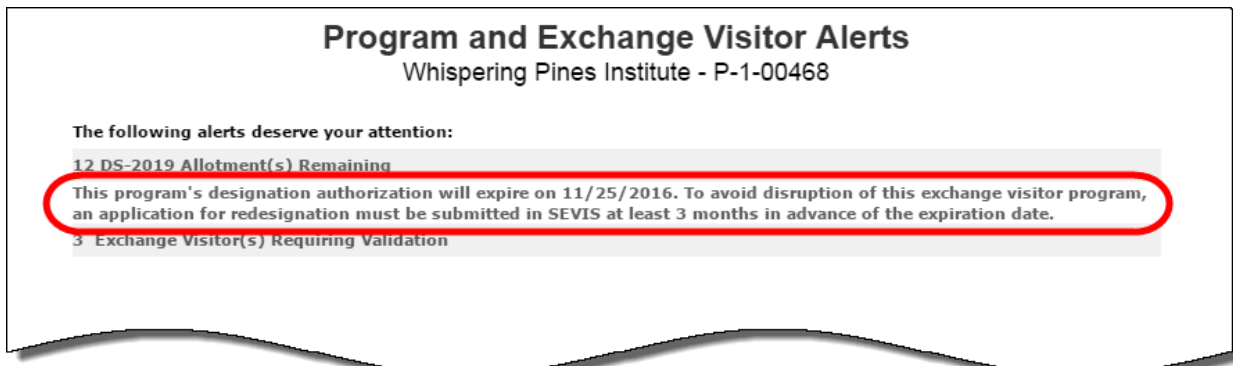 Program and Exchange Visitor Alerts
Whispering Pines Institute - P-1-00468
The following alerts deserve your attention:
12 DS-2019 Allotment(s) Remaining
This program's designation authorization will expire on 11/25/2016. To avoid disruption of this exchange visitor program,
an application for redesignation must be submitted in SEVIS at least 3 months in advance of the expiration date.
3 Exchange Visitor(s) Requiring Validation